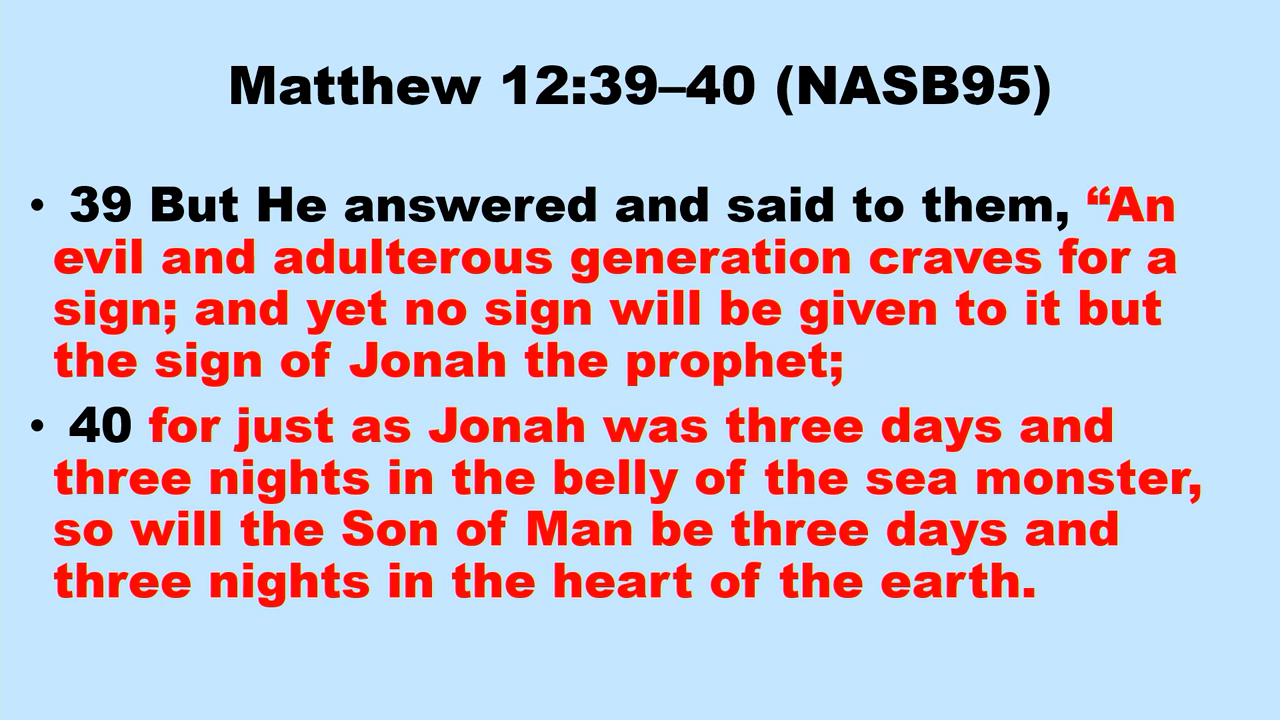 Matthew 12:39–40 (NASB95)
• 39 But He answered and said to them, “An
evil and adulterous generation craves for a
sign; and yet no sign will be given to it but
the sign of Jonah the prophet;
• 40 for just as Jonah was three days and
three nights in the belly of the sea monster,
so will the Son of Man be three days and
three nights in the heart of the earth.